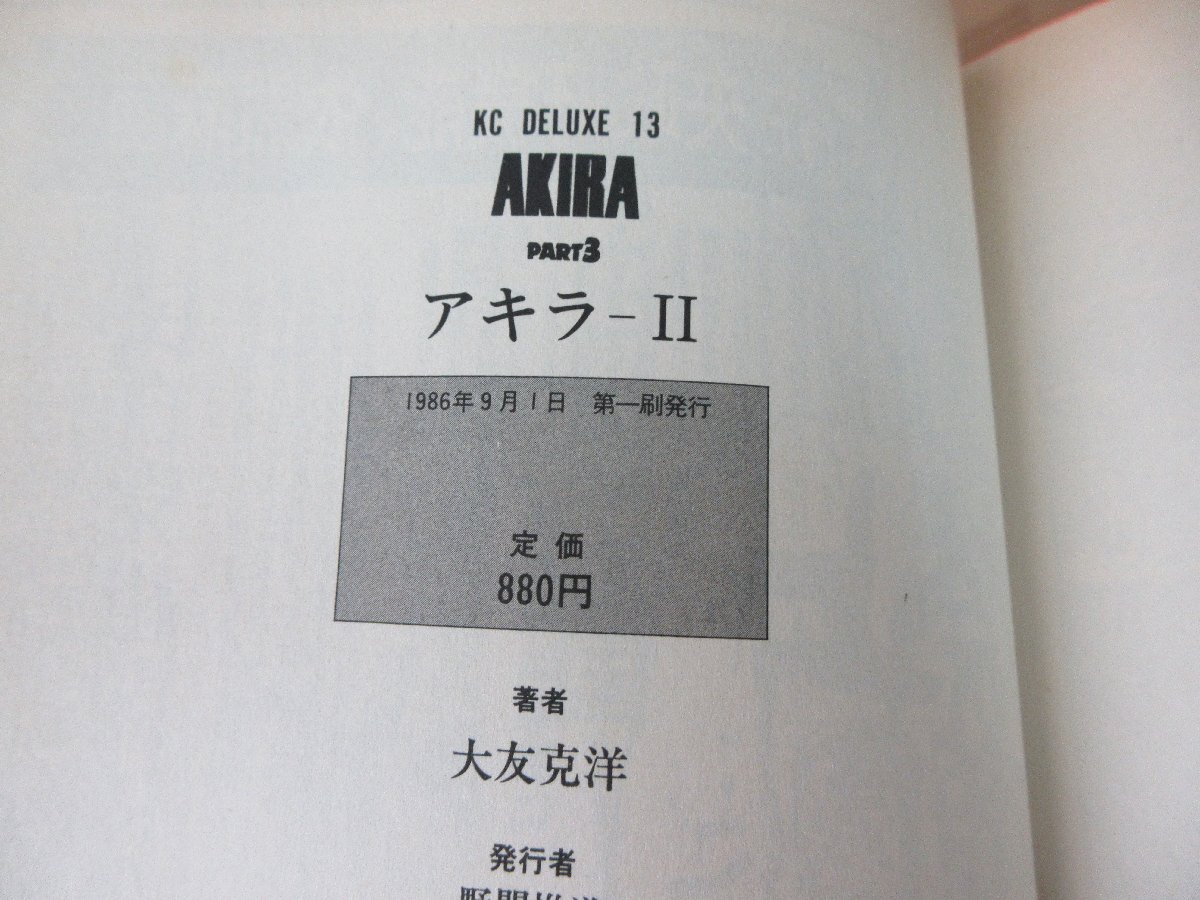 KC DELUXE 13
AKIRA
PART3
アキラ-II
1986年9月1日 第一刷発行
定価
880円
著者
大友克洋
発行者